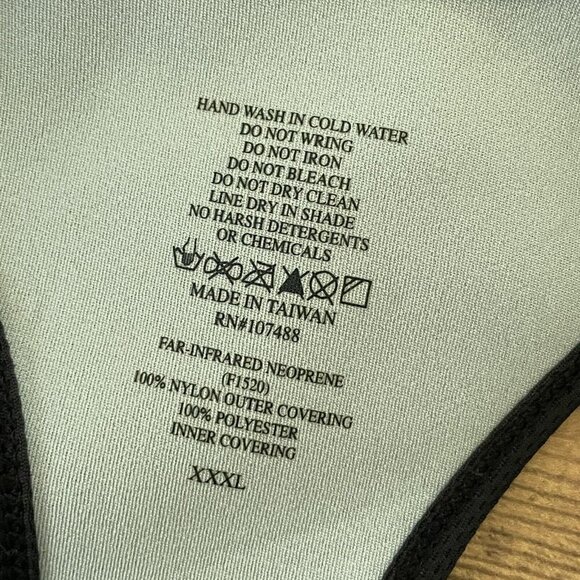 HAND WASH IN COLD WATER
DO NOT WRING
DO NOT IRON
DO NOT BLEACH
DO NOT DRY CLEAN
LINE DRY IN SHADE
NO HARSH DETERGENTS
OR CHEMICALS
MADE IN TAIWAN
RN#107488
FAR-INFRARED NEOPRENE
(F1520)
100% NYLON OUTER COVERING
100% POLYESTER
INNER COVERING
XXXL